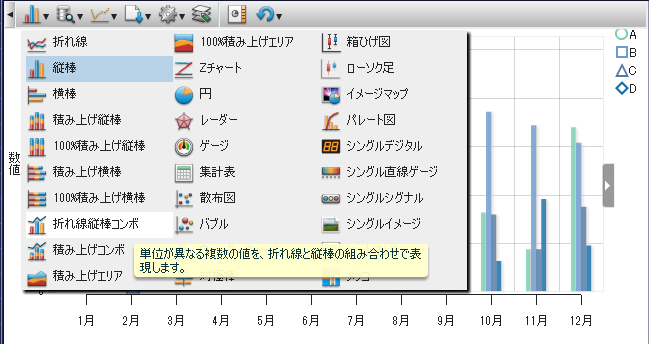 折れ線
縦棒
横棒
積み上げ縦棒
100%積み上げ縦棒
積み上げ横棒
100%積み上げ横棒
折れ線縦棒コンボ
積み上げコンボ
積み上げエリア
100%積み上げエリア
Zチャート
円
レーダー
ゲージ
集計表
散布図
バブル
箱ひげ図
ローソク足
イメージマップ
パレート図
シングルデジタル
シングル直線ゲージ
シングルシグナル
シングルイメージ
単位が異なる複数の値を、折れ線と縦棒の組み合わせで表
現します。
A
B
C
D
数値
1月 2月 3月 4月 5月 6月 7月 8月 9月 10月 11月 12月